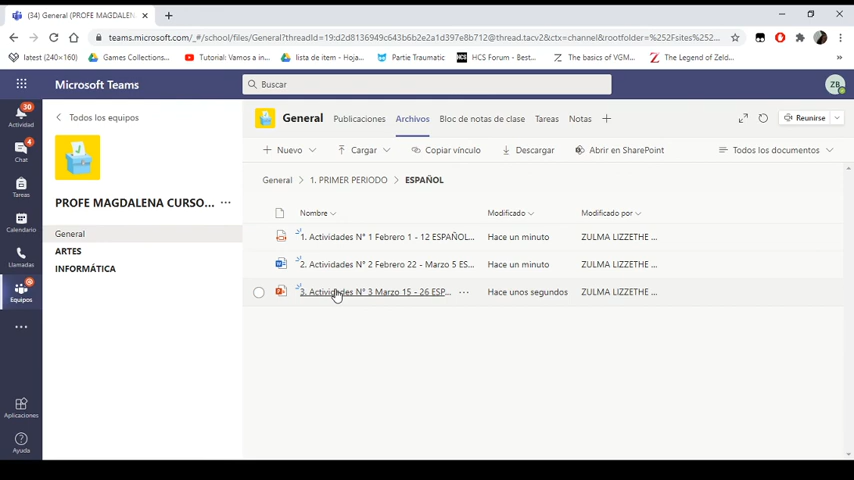 (34) General (PROFE MAGDALEN
teams.microsoft.com/_#/school/files/General?threadId=19:d2d8136949c643b6b2e2a1d397e8b712@thread.tacv2&ctx=channel&rootfolder=%252Fsites%252...
latest (240×160)
Games Collections...
Tutorial: Vamos a in...
lista de item - Hoja...
Partie Traumatic
HCS Forum - Best...
The basics of VGM...
The Legend of Zeld...
Microsoft Teams
Buscar
ZB
30
Actividad
4
Chat
Tareas
Calendario
Llamadas
Equipos
Aplicaciones
Ayuda
Todos los equipos
PROFE MAGDALENA CURSO... ...
General
ARTES
INFORMÁTICA
General Publicaciones Archivos Bloc de notas de clase Tareas Notas +
Reunirse
+ Nuevo Cargar Copiar vínculo Descargar Abrir en SharePoint Todos los documentos
General > 1. PRIMER PERIODO > ESPAÑOL
Nombre Modificado Modificado por
1. Actividades N° 1 Febrero 1 - 12 ESPAÑOL... Hace un minuto ZULMA LIZZETHE ...
2. Actividades N° 2 Febrero 22 - Marzo 5 ES... Hace un minuto ZULMA LIZZETHE ...
3. Actividades N° 3 Marzo 15 - 26 ESP... ... Hace unos segundos ZULMA LIZZETHE ...